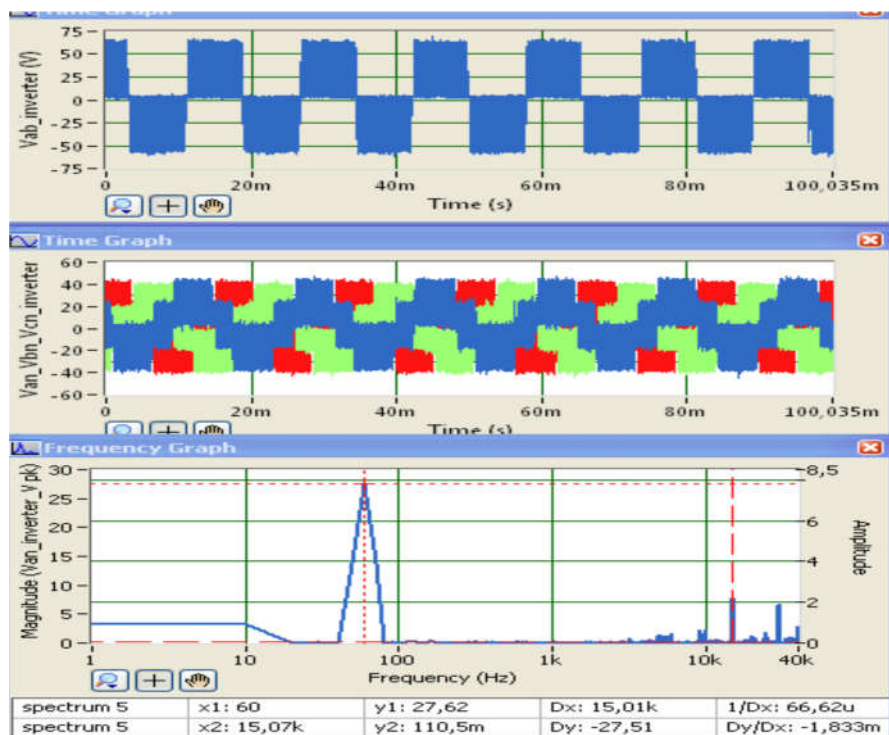 Time Graph
Vab_inverter (V)
75
50
25
0
-25
-50
-75
0 20m 40m 60m 80m 100,035m
Time (s)
Time Graph
Van_Vbn_Vcn_inverter
60
40
20
0
-20
-40
-60
0 20m 40m 60m 80m 100,035m
Time (s)
Frequency Graph
Magnitude (Van_inverter_Vpk)
30
25
20
15
10
5
0
8,5
6
4
2
0
Amplitude
1 10 100 1k 10k 40k
Frequency (Hz)
spectrum 5 x1: 60 y1: 27,62 Dx: 15,01k 1/Dx: 66,62u
spectrum 5 x2: 15,07k y2: 110,5m Dy: -27,51 Dy/Dx: -1,833m